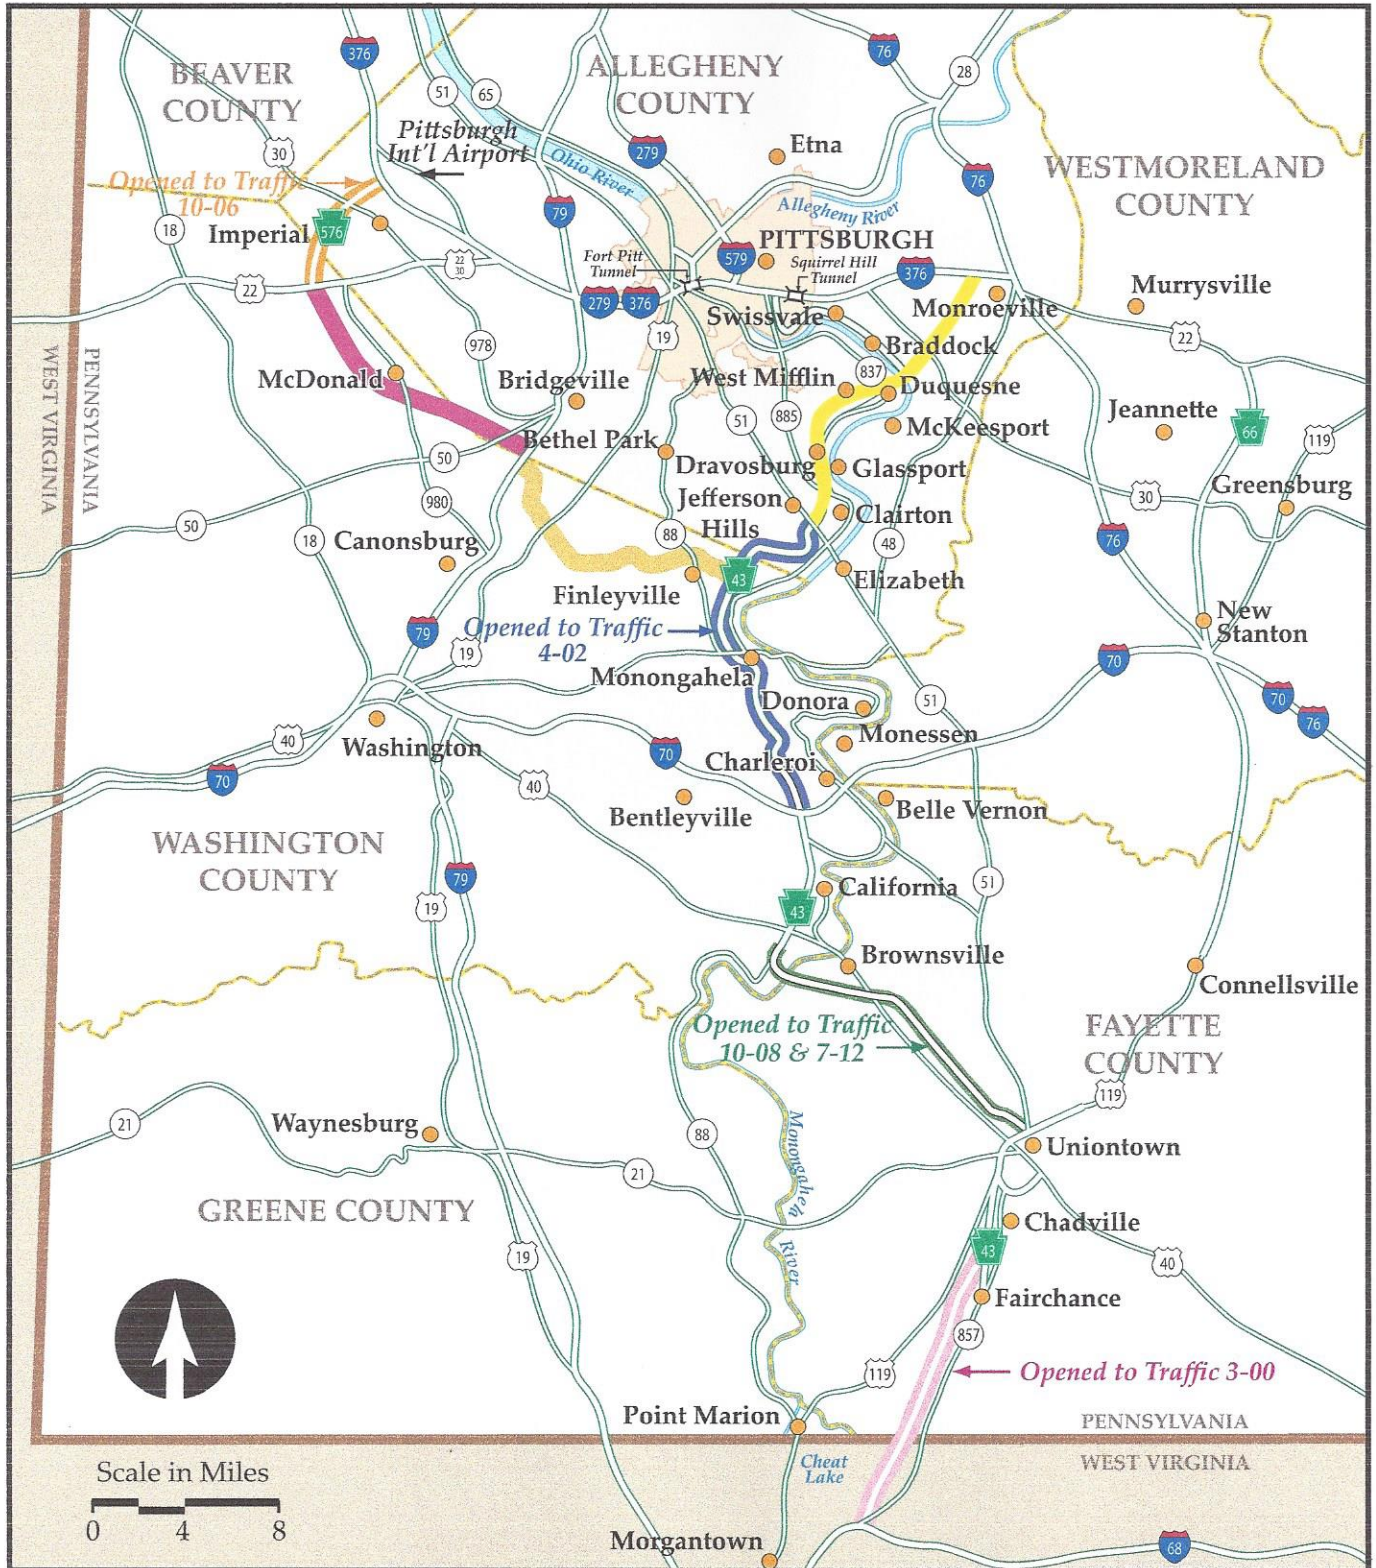 376
76
BEAVER
COUNTY
ALLEGHENY
COUNTY
28
51
65
Pittsburgh
Int'l Airport
279
Etna
30
Ohio River
WESTMORELAND
COUNTY
76
Opened to Traffic
10-06
79
Allegheny River
18
Imperial
576
PITTSBURGH
579
Fort Pitt
Tunnel
Squirrel Hill
Tunnel
22
30
376
22
279
376
Monroeville
Murrysville
Swissvale
19
22
WEST VIRGINIA
PENNSYLVANIA
978
Braddock
McDonald
Bridgeville
West Mifflin
837
Duquesne
51
885
Jeannette
66
McKeesport
119
Bethel Park
50
Dravosburg
Glassport
980
Jefferson
Hills
30
Greensburg
50
Clairton
18
Canonsburg
88
48
76
43
Elizabeth
Finleyville
79
Opened to Traffic
4-02
New
Stanton
19
70
Monongahela
70
76
Donora
51
40
Washington
Monessen
70
70
Charleroi
40
Bentleyville
Belle Vernon
WASHINGTON
COUNTY
79
51
California
19
43
Brownsville
Connellsville
Opened to Traffic
10-08 & 7-12
FAYETTE
COUNTY
119
21
Waynesburg
88
Monongahela
River
Uniontown
21
GREENE COUNTY
Chadville
43
19
40
Fairchance
857
119
Opened to Traffic 3-00
Point Marion
PENNSYLVANIA
WEST VIRGINIA
Cheat
Lake
Scale in Miles
0 4 8
Morgantown
68